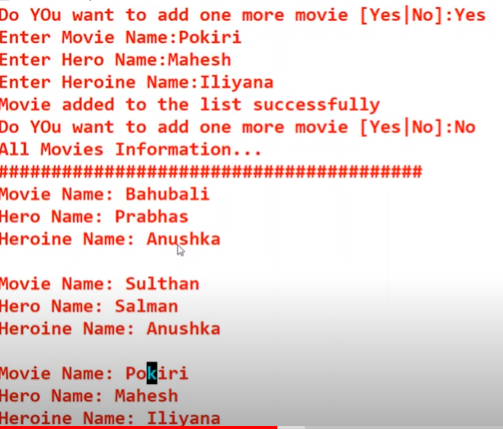 Do YOu want to add one more movie [Yes|No]:Yes
Enter Movie Name:Pokiri
Enter Hero Name:Mahesh
Enter Heroine Name:Iliyana
Movie added to the list successfully
Do YOu want to add one more movie [Yes|No]:No
All Movies Information...
########################################
Movie Name: Bahubali
Hero Name: Prabhas
Heroine Name: Anushka
Movie Name: Sulthan
Hero Name: Salman
Heroine Name: Anushka
Movie Name: Pokiri
Hero Name: Mahesh
Heroine Name: Iliyana